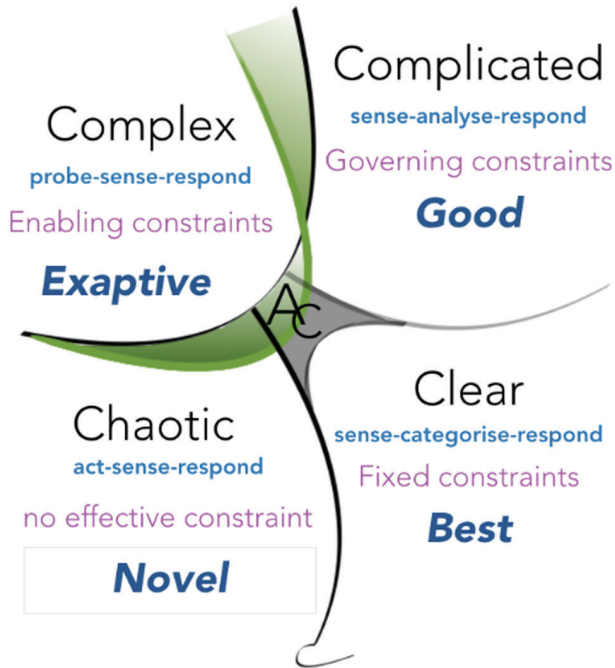 Complex
probe-sense-respond
Enabling constraints
Exaptive
Complicated
sense-analyse-respond
Governing constraints
Good
A
C
Chaotic
act-sense-respond
no effective constraint
Novel
Clear
sense-categorise-respond
Fixed constraints
Best